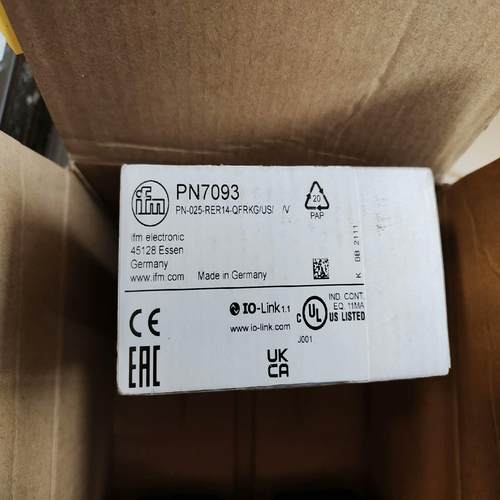 ifm
PN7093
PN-025-RER14-QFRKG/US/ /V
ifm electronic
45128 Essen
Germany
www.ifm.com Made in Germany
20
PAP
K BB 2111
IO-Link 1.1
www.io-link.com
C UL US LISTED
IND. CONT.
EQ. 11MA
J001
CE
EAC
UK
CA